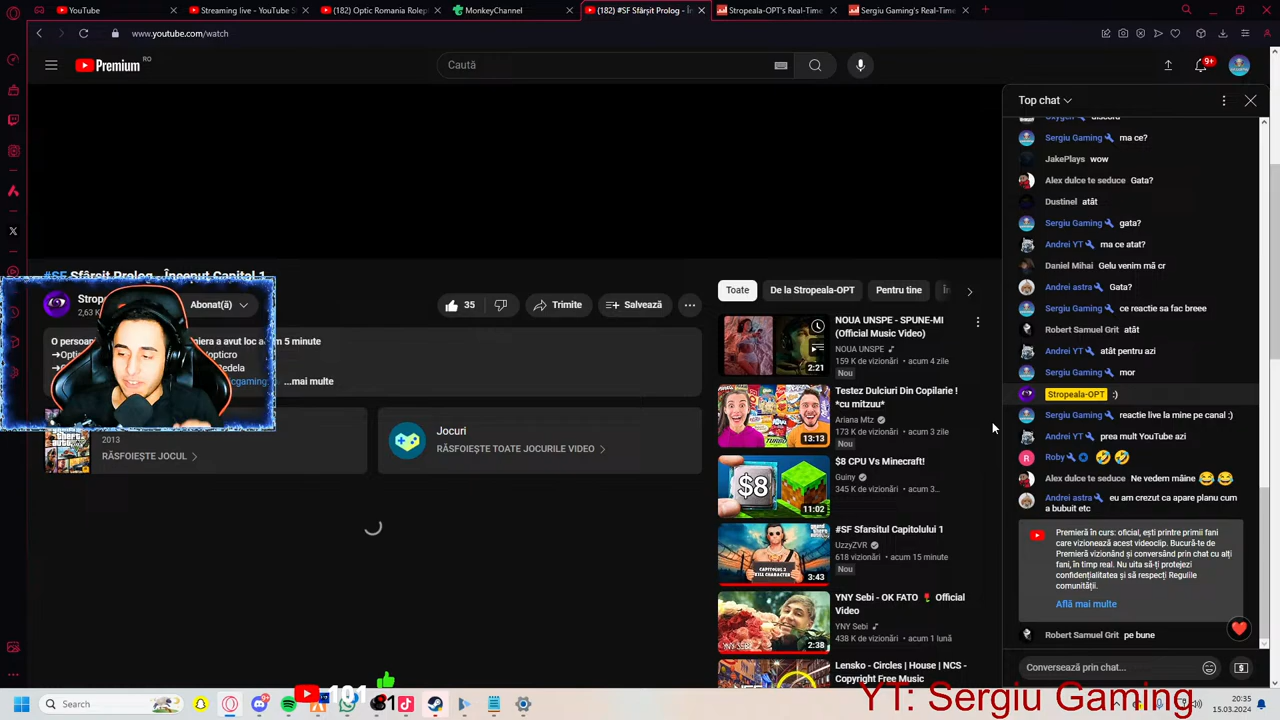 YouTube
Streaming live - YouTube S
(182) Optic Romania Rolepl
MonkeyChannel
(182) #SF Sfârșit Prolog - Î
Stropeala-OPT's Real-Time
Sergiu Gaming's Real-Time
www.youtube.com/watch
Premium RO
Caută
9+
Top chat
discord
Sergiu Gaming ma ce?
JakePlays wow
Alex dulce te seduce Gata?
Dustinel atât
Sergiu Gaming gata?
Andrei YT ma ce atat?
Daniel Mihai Gelu venim mă cr
Andrei astra Gata?
Sergiu Gaming ce reactie sa fac breee
Robert Samuel Grit atât
Andrei YT atât pentru azi
Sergiu Gaming mor
Stropeala-OPT :)
Sergiu Gaming reactie live la mine pe canal :)
Andrei YT prea mult YouTube azi
Roby 🤣 🤣
Alex dulce te seduce Ne vedem mâine 😂 😂
Andrei astra eu am crezut ca apare planu cum
a bubuit etc
Premieră în curs: oficial, ești printre primii fani
care vizionează acest videoclip. Bucură-te de
Premieră vizionând și conversând prin chat cu alți
fani, în timp real. Nu uita să-ți protejezi
confidențialitatea și să respecți Regulile
comunității.
Află mai multe
Robert Samuel Grit pe bune
Conversează prin chat...
#SF Sfârșit Prolog - Început Capitol 1
Strop
2,63 K
Abonat(ă)
35
Trimite
Salvează
O persoan
miera a avut loc a
m 5 minute
➔Opti
opticro
edela
cgaming.
...mai multe
2013
RĂSFOIEȘTE JOCUL
Jocuri
RĂSFOIEȘTE TOATE JOCURILE VIDEO
Toate
De la Stropeala-OPT
Pentru tine
NOUA UNSPE - SPUNE-MI
(Official Music Video)
NOUA UNSPE
159 K de vizionări • acum 4 zile
Nou
2:21
Testez Dulciuri Din Copilarie !
*cu mitzuu*
Ariana Mtz
173 K de vizionări • acum 3 zile
Nou
13:13
$8 CPU Vs Minecraft!
Guiny
345 K de vizionări • acum 3...
$8
11:02
#SF Sfarsitul Capitolului 1
UzzyZVR
618 vizionări • acum 15 minute
Nou
CAPITOLUL 2
KILL CHARACTER
3:43
YNY Sebi - OK FATO 🌹 Official
Video
YNY Sebi
438 K de vizionări • acum 1 lună
2:38
Lensko - Circles | House | NCS -
Copyright Free Music
YT: Sergiu Gaming
101
81
Search
20:35
15.03.2024